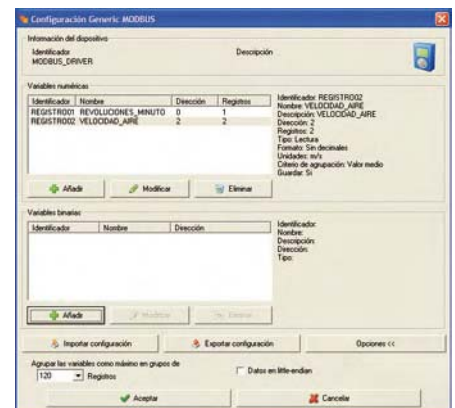 Configuración Generic MODBUS
Información del dispositivo
Identificador Descripción
MODBUS_DRIVER
Variables numéricas
Identificador Nombre Dirección Registros
REGISTRO01 REVOLUCIONES_MINUTO 0 1
REGISTRO02 VELOCIDAD_AIRE 2 2
Identificador: REGISTRO02
Nombre: VELOCIDAD_AIRE
Descripción: VELOCIDAD_AIRE
Dirección: 2
Registros: 2
Tipo: Lectura
Formato: Sin decimales
Unidades: m/s
Criterio de agrupación: Valor medio
Guardar: Si
Añadir Modificar Eliminar
Variables binarias
Identificador Nombre Dirección
Identificador:
Nombre:
Descripción:
Dirección:
Tipo:
Añadir Modificar Eliminar
Importar configuración Exportar configuración Opciones <<
Agrupar las variables como máximo en grupos de
120 Registros Datos en little-endian
Aceptar Cancelar